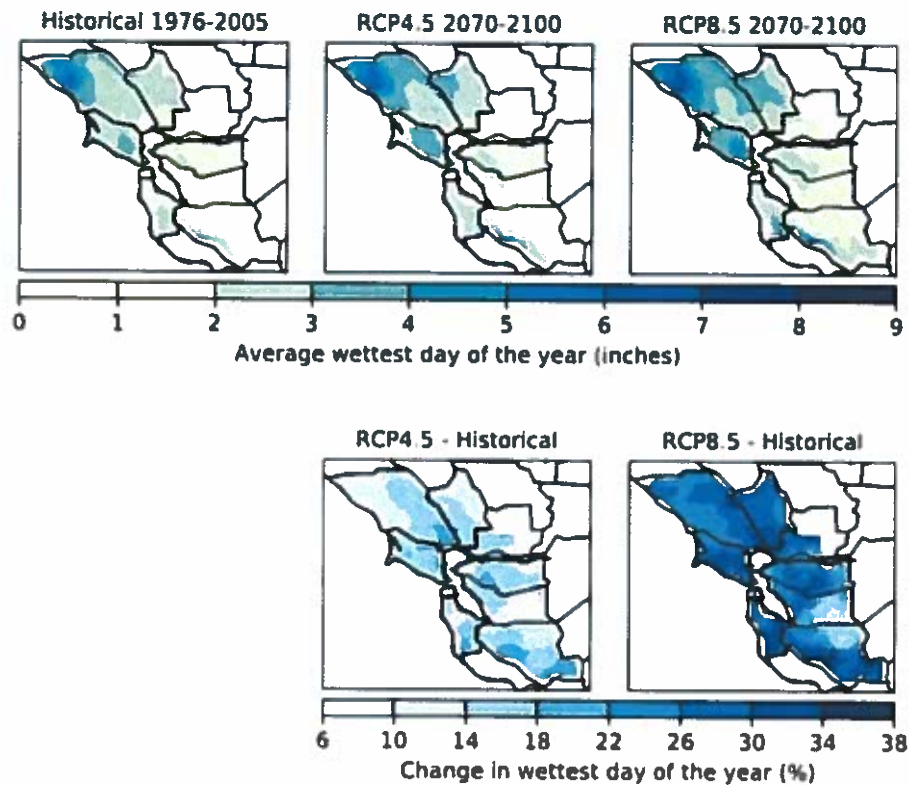 Historical 1976-2005 RCP4.5 2070-2100 RCP8.5 2070-2100
0 1 2 3 4 5 6 7 8 9
Average wettest day of the year (inches)
RCP4.5 - Historical RCP8.5 - Historical
6 10 14 18 22 26 30 34 38
Change in wettest day of the year (%)